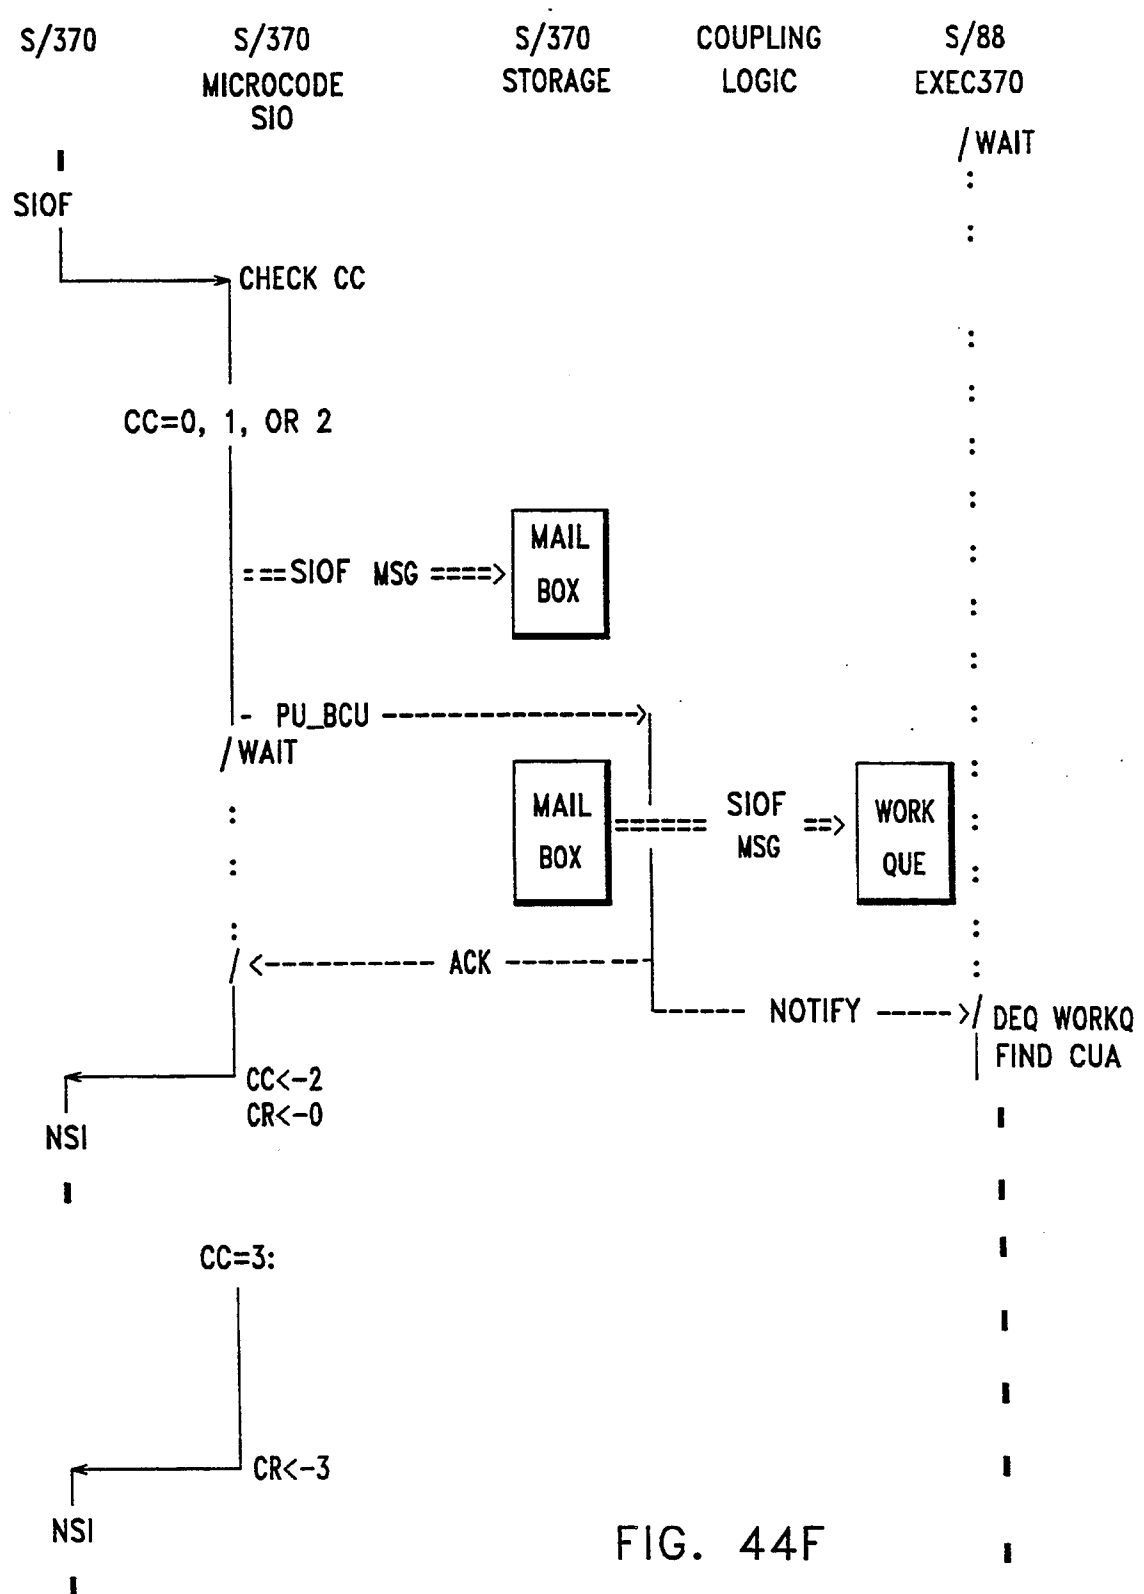 S/370 S/370 S/370 COUPLING S/88
MICROCODE STORAGE LOGIC EXEC370
SIO
/WAIT
SIOF
CHECK CC
CC=0, 1, OR 2
MAIL
===SIOF MSG ====>
BOX
- PU_BCU ------------------>
/WAIT
MAIL ====== SIOF ==> WORK
BOX MSG QUE
/ <------------ ACK ----------
------ NOTIFY ----->/ DEQ WORKQ
FIND CUA
CC<-2
CR<-0
NSI
CC=3:
CR<-3
NSI
FIG. 44F